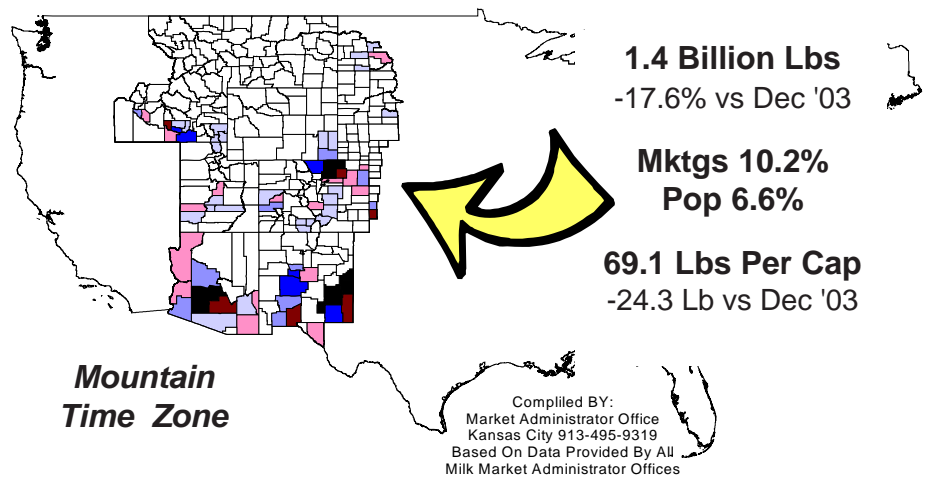 1.4 Billion Lbs
-17.6% vs Dec '03
Mktgs 10.2%
Pop 6.6%
69.1 Lbs Per Cap
-24.3 Lb vs Dec '03
Mountain
Time Zone
Compliled BY:
Market Administrator Office
Kansas City 913-495-9319
Based On Data Provided By All
Milk Market Administrator Offices